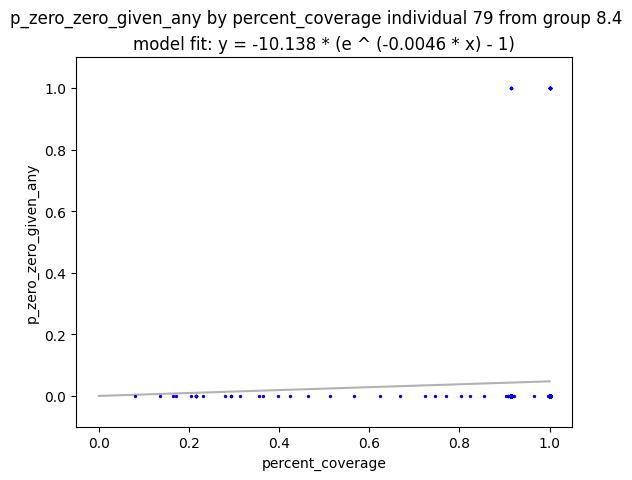 p_zero_zero_given_any by percent_coverage individual 79 from group 8.4
model fit: y = -10.138 * (e ^ (-0.0046 * x) - 1)
1.0
0.8
0.6
0.4
0.2
0.0
p_zero_zero_given_any
0.0 0.2 0.4 0.6 0.8 1.0
percent_coverage